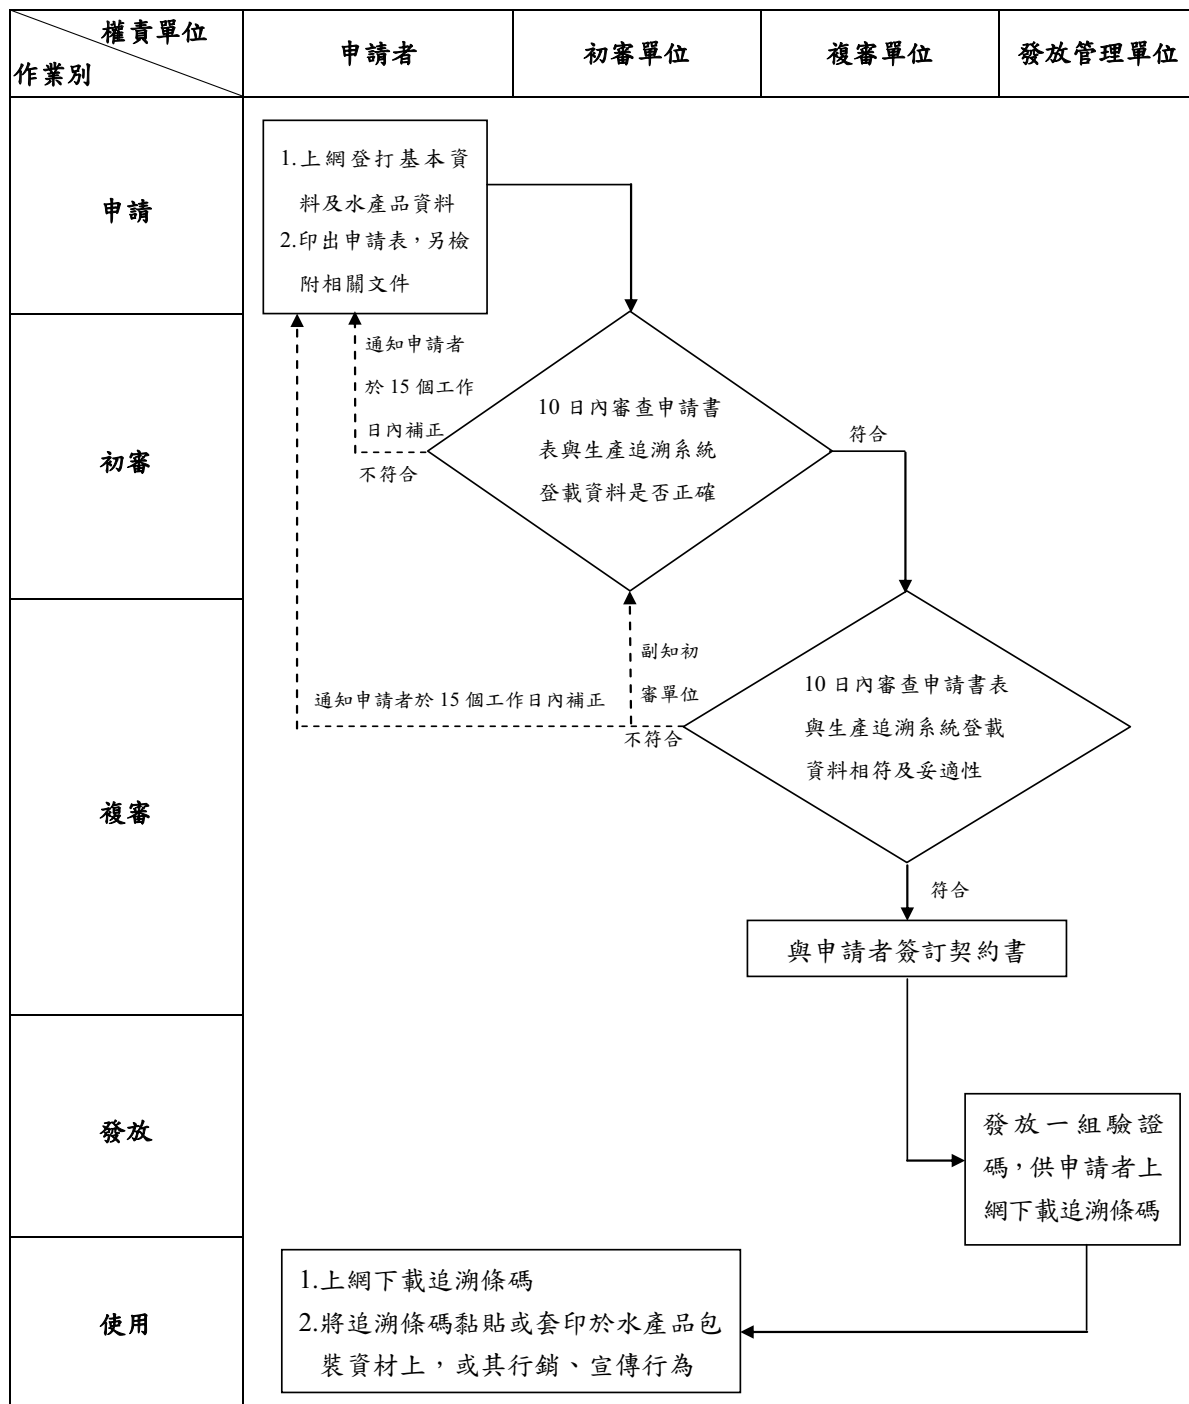 權責單位
作業別
申請者
初審單位
複審單位
發放管理單位
申請
1.上網登打基本資
料及水產品資料
2.印出申請表，另檢
附相關文件
初審
通知申請者
於 15 個工作
日內補正
不符合
10 日內審查申請書
表與生產追溯系統
登載資料是否正確
符合
複審
副知初
審單位
通知申請者於 15 個工作日內補正
不符合
10 日內審查申請書表
與生產追溯系統登載
資料相符及妥適性
符合
與申請者簽訂契約書
發放
發放一組驗證
碼，供申請者上
網下載追溯條碼
使用
1.上網下載追溯條碼
2.將追溯條碼黏貼或套印於水產品包
裝資材上，或其行銷、宣傳行為